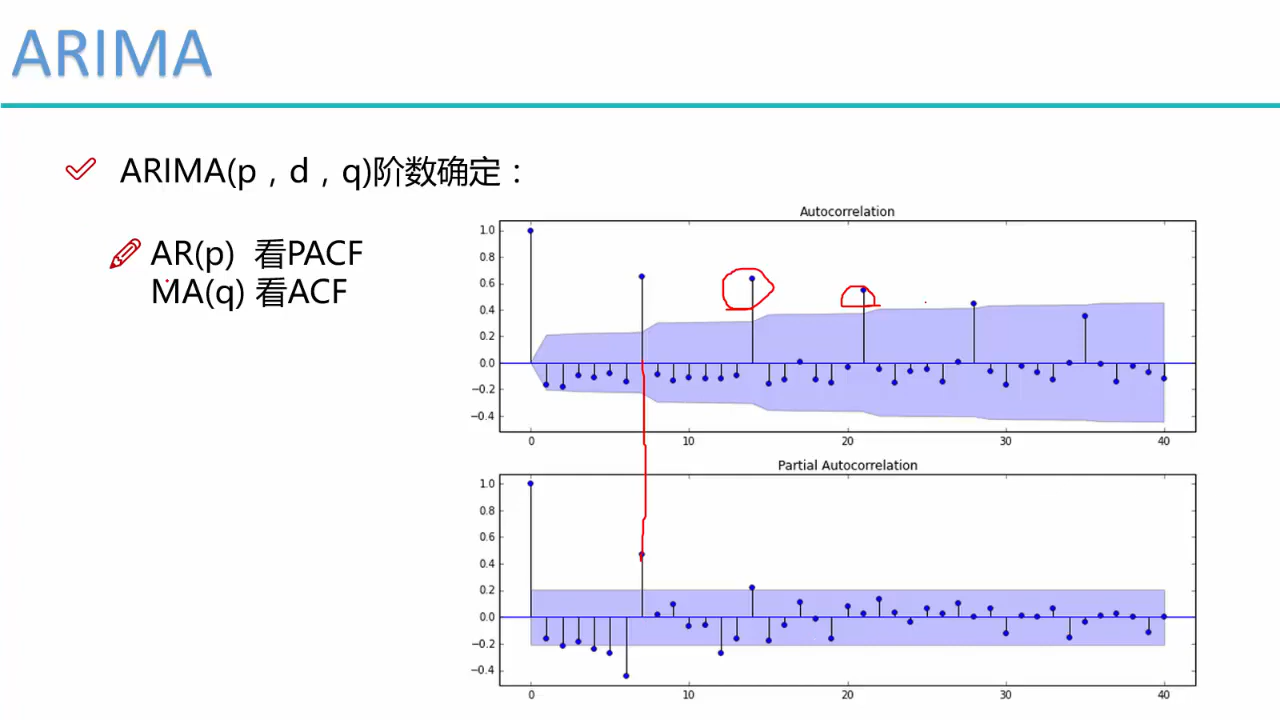 ARIMA
ARIMA(p，d，q)阶数确定：
AR(p) 看PACF
MA(q) 看ACF
Autocorrelation
1.0
0.8
0.6
0.4
0.2
0.0
−0.2
−0.4
0 10 20 30 40
Partial Autocorrelation
1.0
0.8
0.6
0.4
0.2
0.0
−0.2
−0.4
0 10 20 30 40